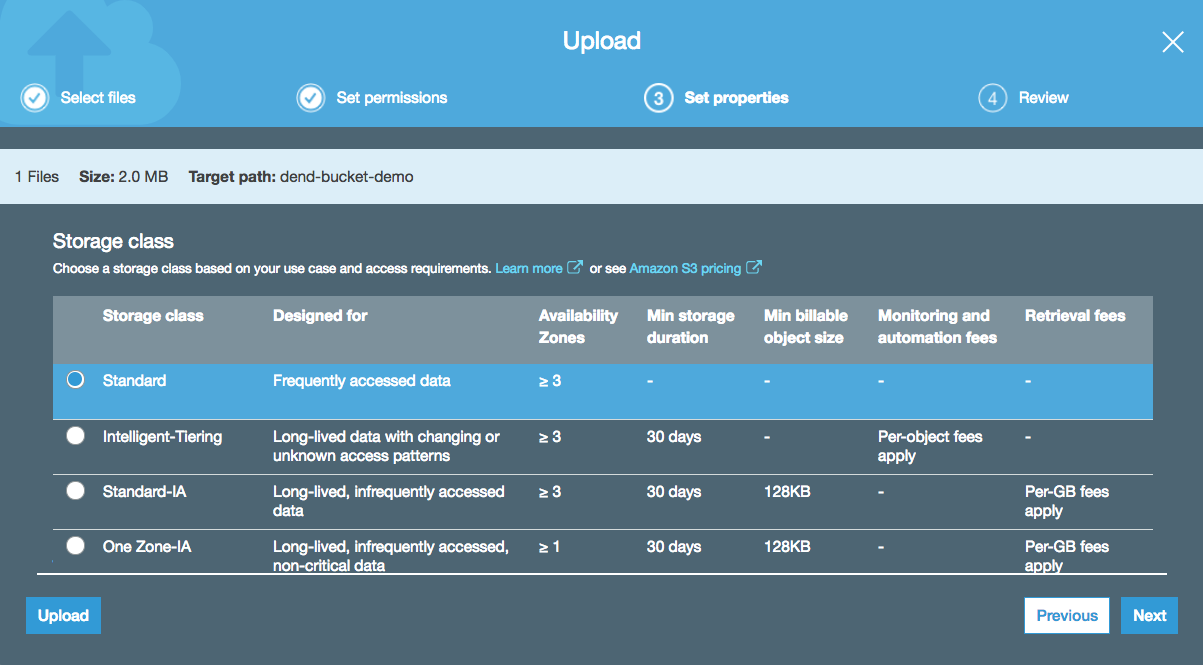 Upload
Select files
Set permissions
3 Set properties
4 Review
1 Files Size: 2.0 MB Target path: dend-bucket-demo
Storage class
Choose a storage class based on your use case and access requirements. Learn more or see Amazon S3 pricing
Storage class Designed for Availability Zones Min storage duration Min billable object size Monitoring and automation fees Retrieval fees
Standard Frequently accessed data ≥ 3 - - - -
Intelligent-Tiering Long-lived data with changing or unknown access patterns ≥ 3 30 days - Per-object fees apply -
Standard-IA Long-lived, infrequently accessed data ≥ 3 30 days 128KB - Per-GB fees apply
One Zone-IA Long-lived, infrequently accessed, non-critical data ≥ 1 30 days 128KB - Per-GB fees apply
Upload Previous Next